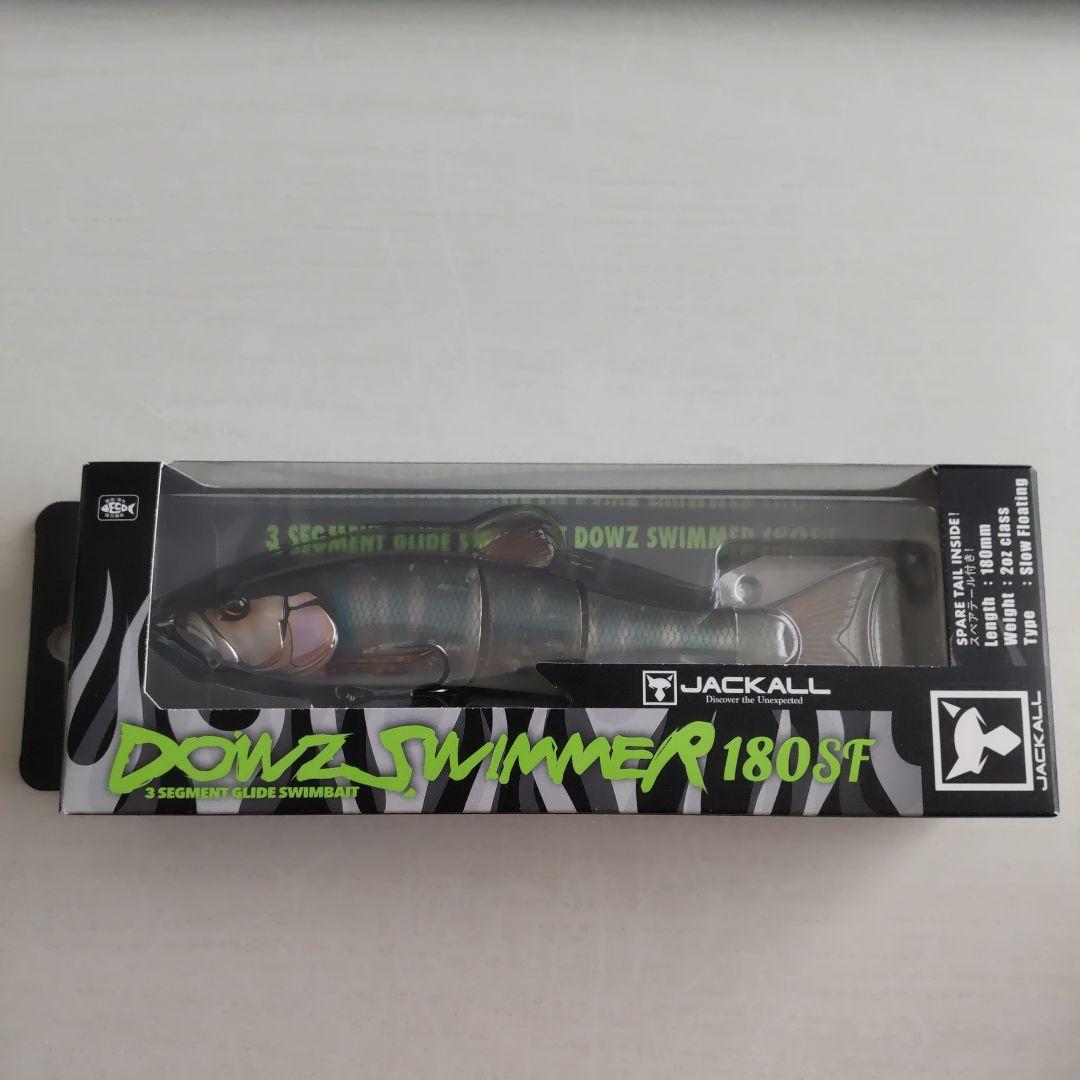 3 SEGMENT GLIDE SWIMBAIT DOWZ SWIMMER 180SF
JACKALL
Discover the Unexpected
DOWZ SWIMMER 180SF
3 SEGMENT GLIDE SWIMBAIT
SPARE TAIL INSIDE!
スペアテール付き!
Length : 180mm
Weight : 2oz Class
Type : Slow Floating
JACKALL